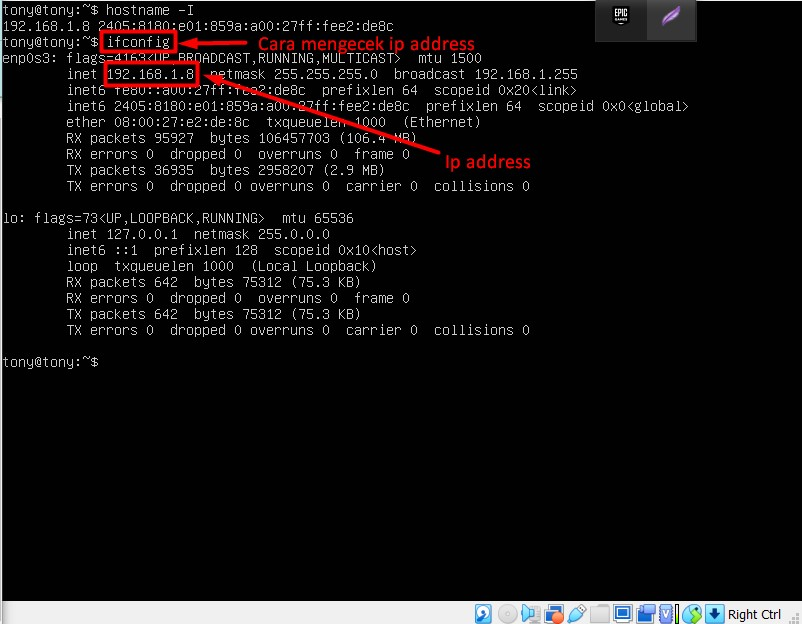 tony@tony:~$ hostname -I
192.168.1.8 2405:8180:e01:859a:a00:27ff:fee2:de8c
tony@tony:~$ ifconfig
Cara mengecek ip address
enp0s3: flags=4163<UP,BROADCAST,RUNNING,MULTICAST>  mtu 1500
inet 192.168.1.8  netmask 255.255.255.0  broadcast 192.168.1.255
inet6 fe80::a00:27ff:fee2:de8c  prefixlen 64  scopeid 0x20<link>
inet6 2405:8180:e01:859a:a00:27ff:fee2:de8c  prefixlen 64  scopeid 0x0<global>
ether 08:00:27:e2:de:8c  txqueuelen 1000  (Ethernet)
RX packets 95927  bytes 106457703 (106.4 MB)
RX errors 0  dropped 0  overruns 0  frame 0
Ip address
TX packets 36935  bytes 2958207 (2.9 MB)
TX errors 0  dropped 0 overruns 0  carrier 0  collisions 0
lo: flags=73<UP,LOOPBACK,RUNNING>  mtu 65536
inet 127.0.0.1  netmask 255.0.0.0
inet6 ::1  prefixlen 128  scopeid 0x10<host>
loop  txqueuelen 1000  (Local Loopback)
RX packets 642  bytes 75312 (75.3 KB)
RX errors 0  dropped 0  overruns 0  frame 0
TX packets 642  bytes 75312 (75.3 KB)
TX errors 0  dropped 0 overruns 0  carrier 0  collisions 0
tony@tony:~$
EPIC
GAMES
Right Ctrl